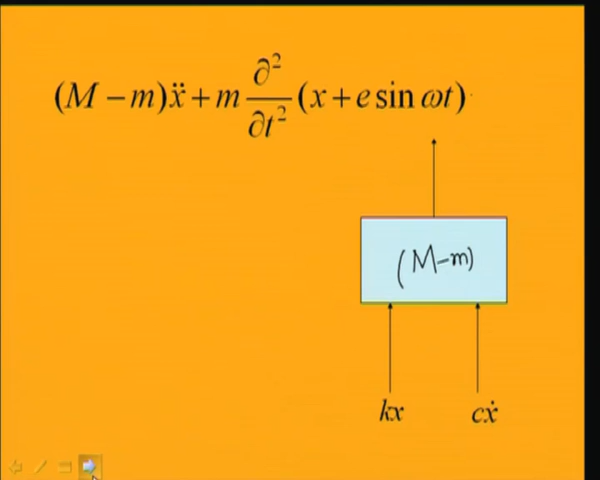 (M − m)ẍ + m ∂²/∂t² (x + e sin ωt)
(M-m)
kx
cẋ